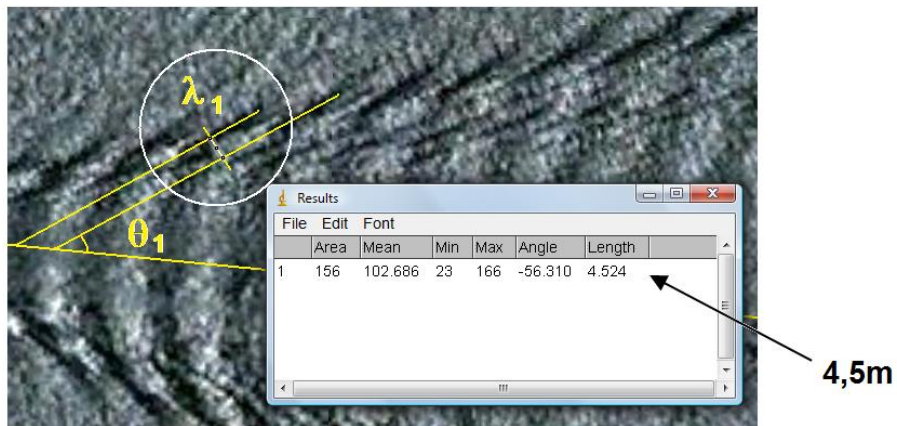 λ1
θ1
Results
File Edit Font
Area Mean Min Max Angle Length
1 156 102.686 23 166 -56.310 4.524
4,5m